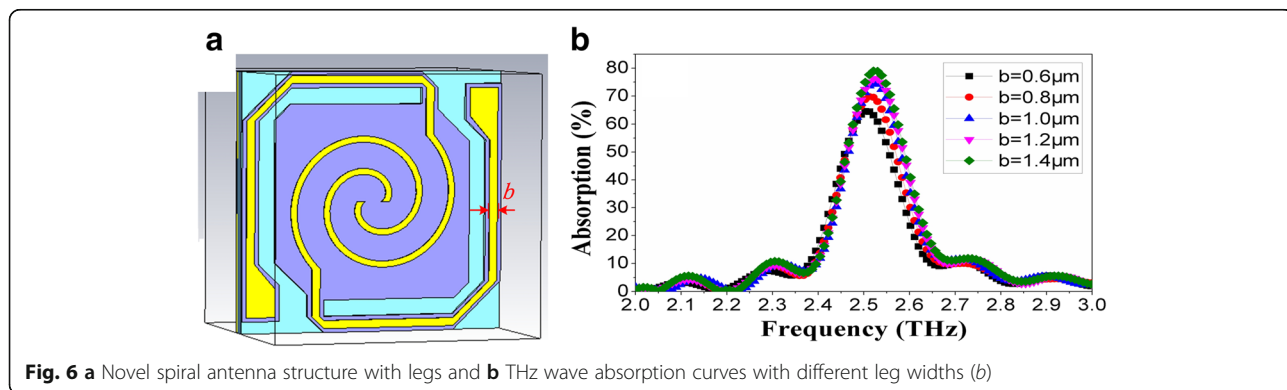 a
b
b
Absorption (%)
80
70
60
50
40
30
20
10
0
b=0.6μm
b=0.8μm
b=1.0μm
b=1.2μm
b=1.4μm
2.0 2.1 2.2 2.3 2.4 2.5 2.6 2.7 2.8 2.9 3.0
Frequency (THz)
Fig. 6 a Novel spiral antenna structure with legs and b THz wave absorption curves with different leg widths (b)